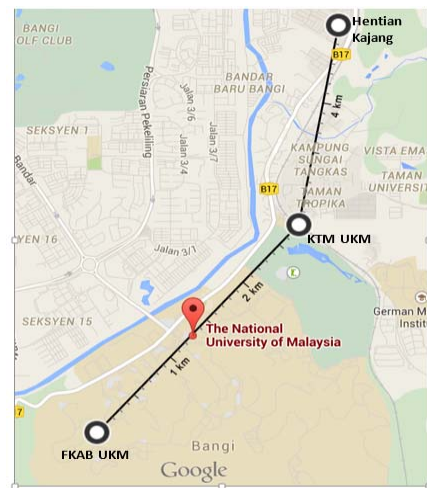 Hentian
Kajang
BANGI
OLF CLUB
B17
BANDAR
BARU BANGI
Persiaran Pekeliling
Jalan 3/6
4 km
SEKSYEN 1
Jalan 3/4
Jalan 3/7
KAMPUNG
SUNGAI
TANGKAS
VISTA EMA
Bandar
B17
TAMAN
TROPIKA
TAMAN
UNIVERSIT
YEN 16
Jalan 3/1
KTM UKM
2 km
SEKSYEN 15
The National
University of Malaysia
German M
Instit
1 km
7
FKAB UKM
Bangi
Google